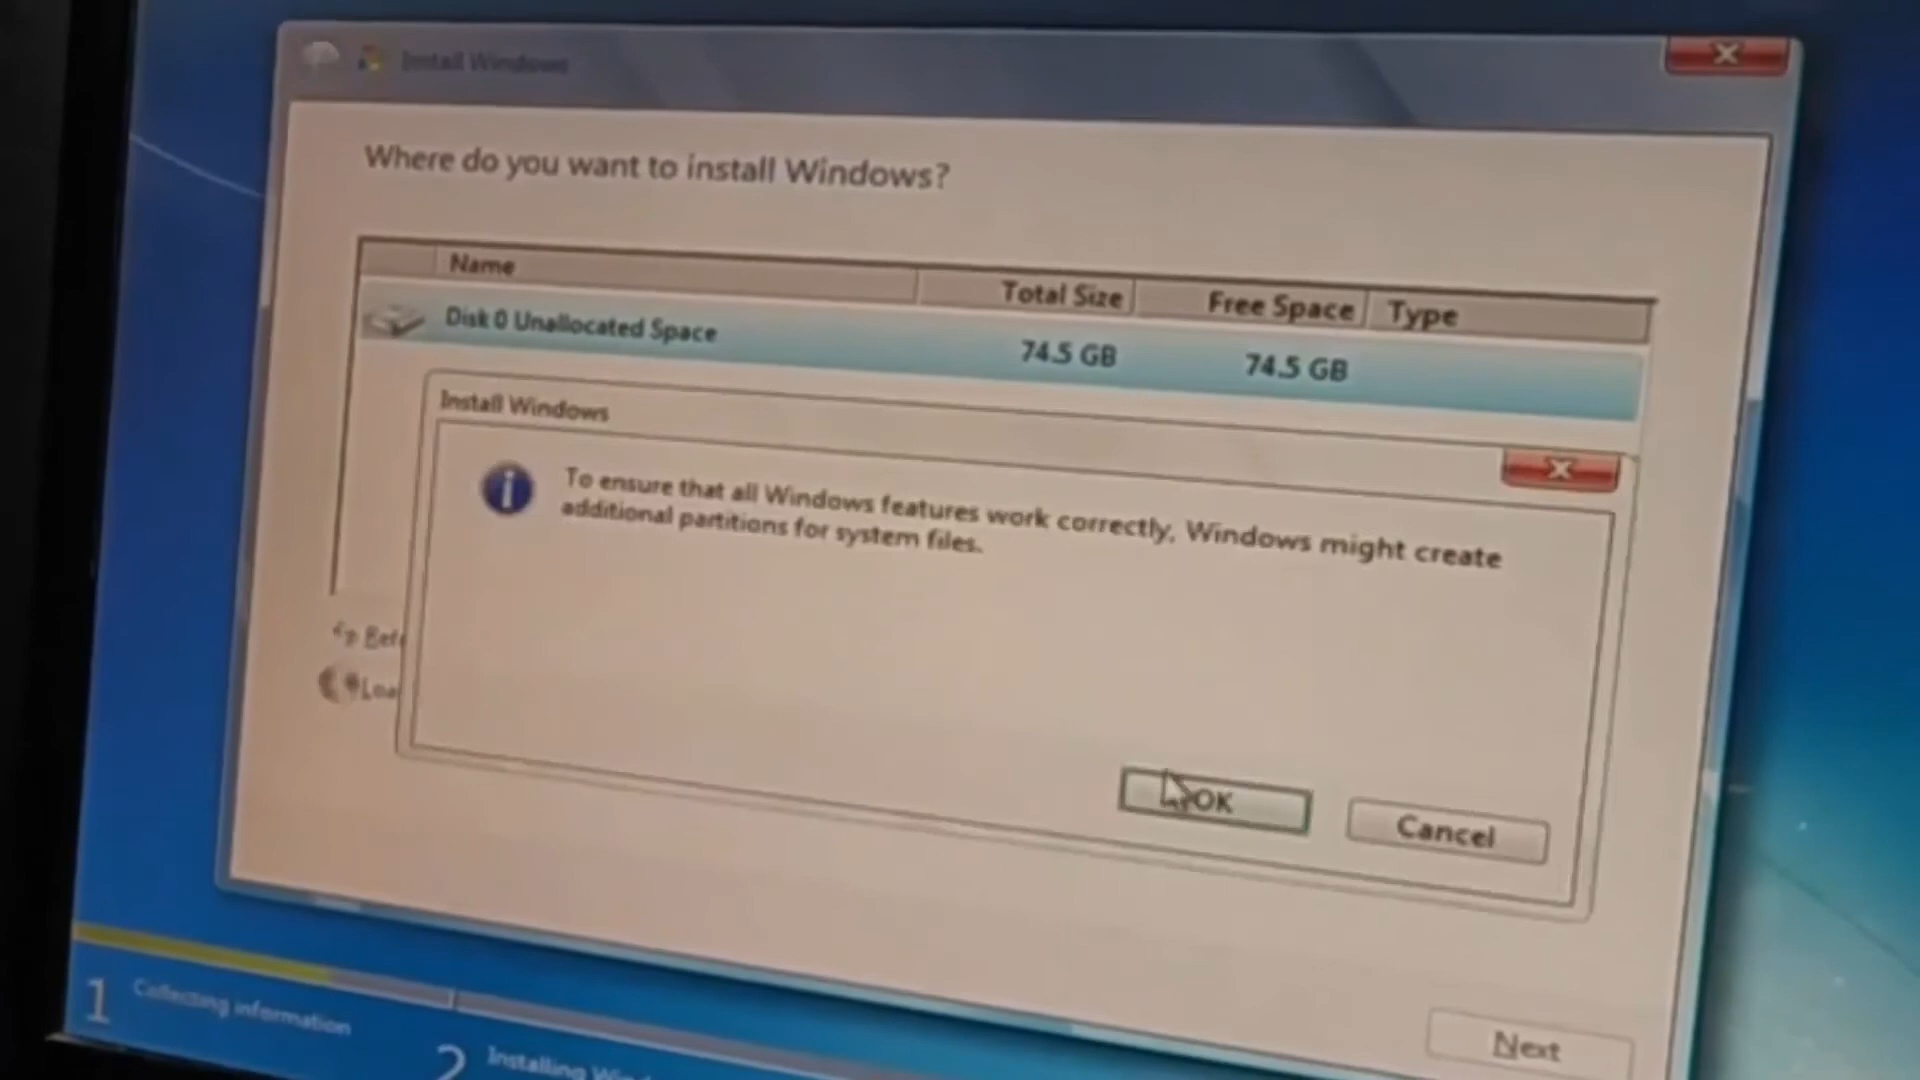 Install Windows
Where do you want to install Windows?
Name Total Size Free Space Type
Disk 0 Unallocated Space 74.5 GB 74.5 GB
Install Windows
To ensure that all Windows features work correctly, Windows might create
additional partitions for system files.
OK Cancel
Next
1 Collecting information
2 Installing